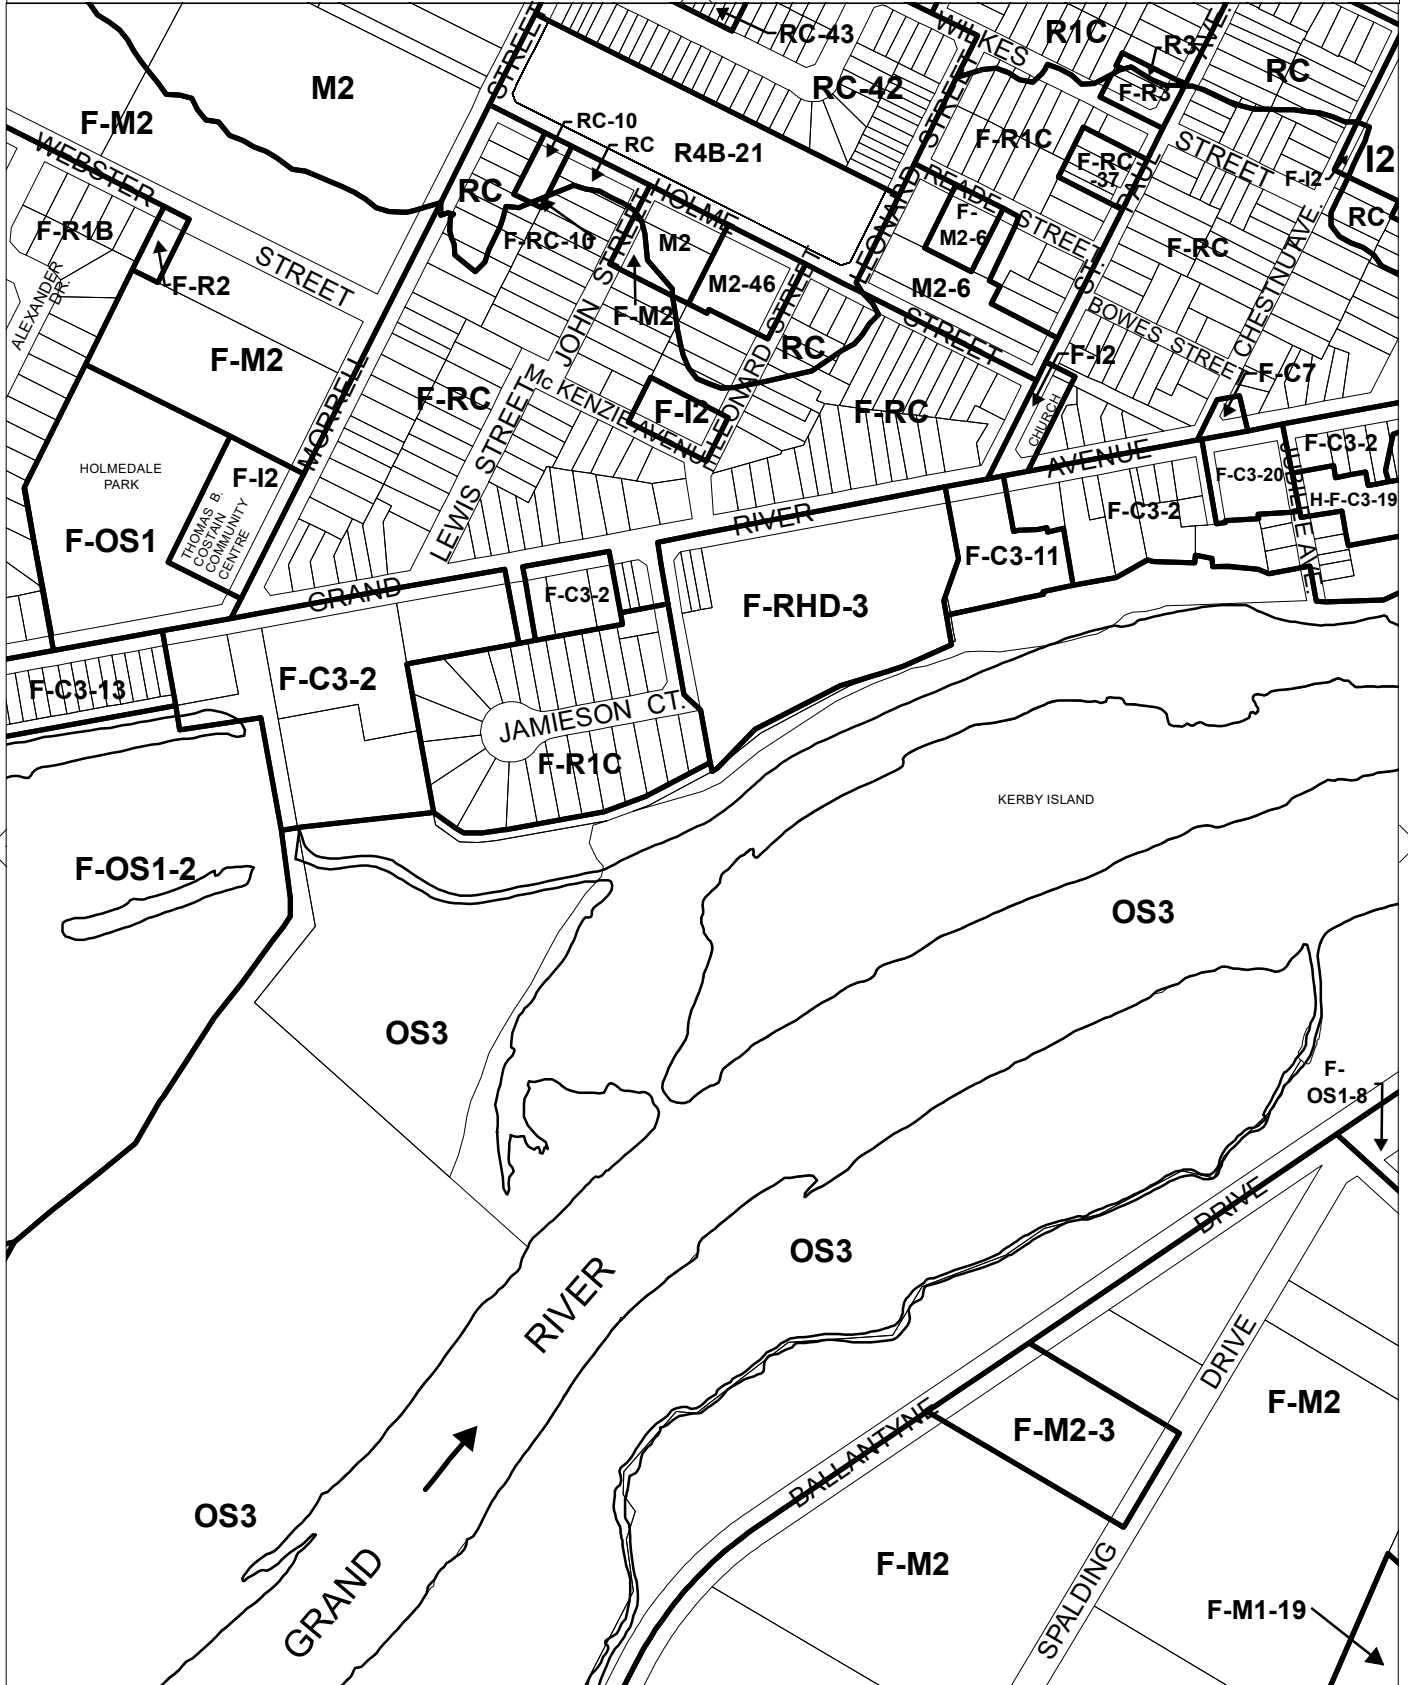 RC-43
WILKES
R1C
R3
AVE.
RC
STREET
M2
RC-42
F-R3
F-M2
RC-10
RC
R4B-21
STREET
F-R1C
F-RC
-37
STREET
I2
F-I2
WEBSTER
RC
HOLME
READE STREET
PAUL
RC
F-R1B
F-RC-10
M2
F-
M2-6
F-RC
STREET
LEONARD
ST.
CHESTNUT AVE.
F-R2
M2-46
M2-6
ALEXANDER
DR.
F-M2
STREET
BOWES STREET
JOHN STREET
RC
F-I2
F-M2
F-C7
MORRELL
Mc KENZIE AVENUE
F-RC
F-I2
LEONARD STREET
F-RC
CHURCH
HOLMEDALE
PARK
F-I2
LEWIS STREET
AVENUE
F-C3-2
F-C3-20
JUBILEE AVE.
H-F-C3-19
THOMAS B.
COSTAIN
COMMUNITY
CENTRE
RIVER
F-C3-2
F-OS1
F-C3-11
GRAND
F-C3-2
F-RHD-3
F-C3-13
F-C3-2
JAMIESON CT.
F-R1C
KERBY ISLAND
F-OS1-2
OS3
OS3
F-
OS1-8
DRIVE
OS3
RIVER
DRIVE
F-M2
F-M2-3
BALLANTYNE
OS3
F-M2
GRAND
SPALDING
F-M1-19